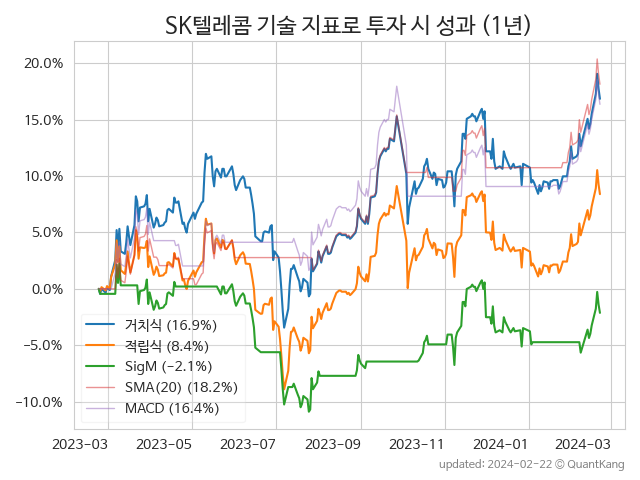 SK텔레콤 기술 지표로 투자 시 성과 (1년)
20.0%
15.0%
10.0%
5.0%
0.0%
−5.0%
−10.0%
거치식 (16.9%)
적립식 (8.4%)
SigM (−2.1%)
SMA(20) (18.2%)
MACD (16.4%)
2023-03 2023-05 2023-07 2023-09 2023-11 2024-01 2024-03
updated: 2024-02-22 © QuantKang